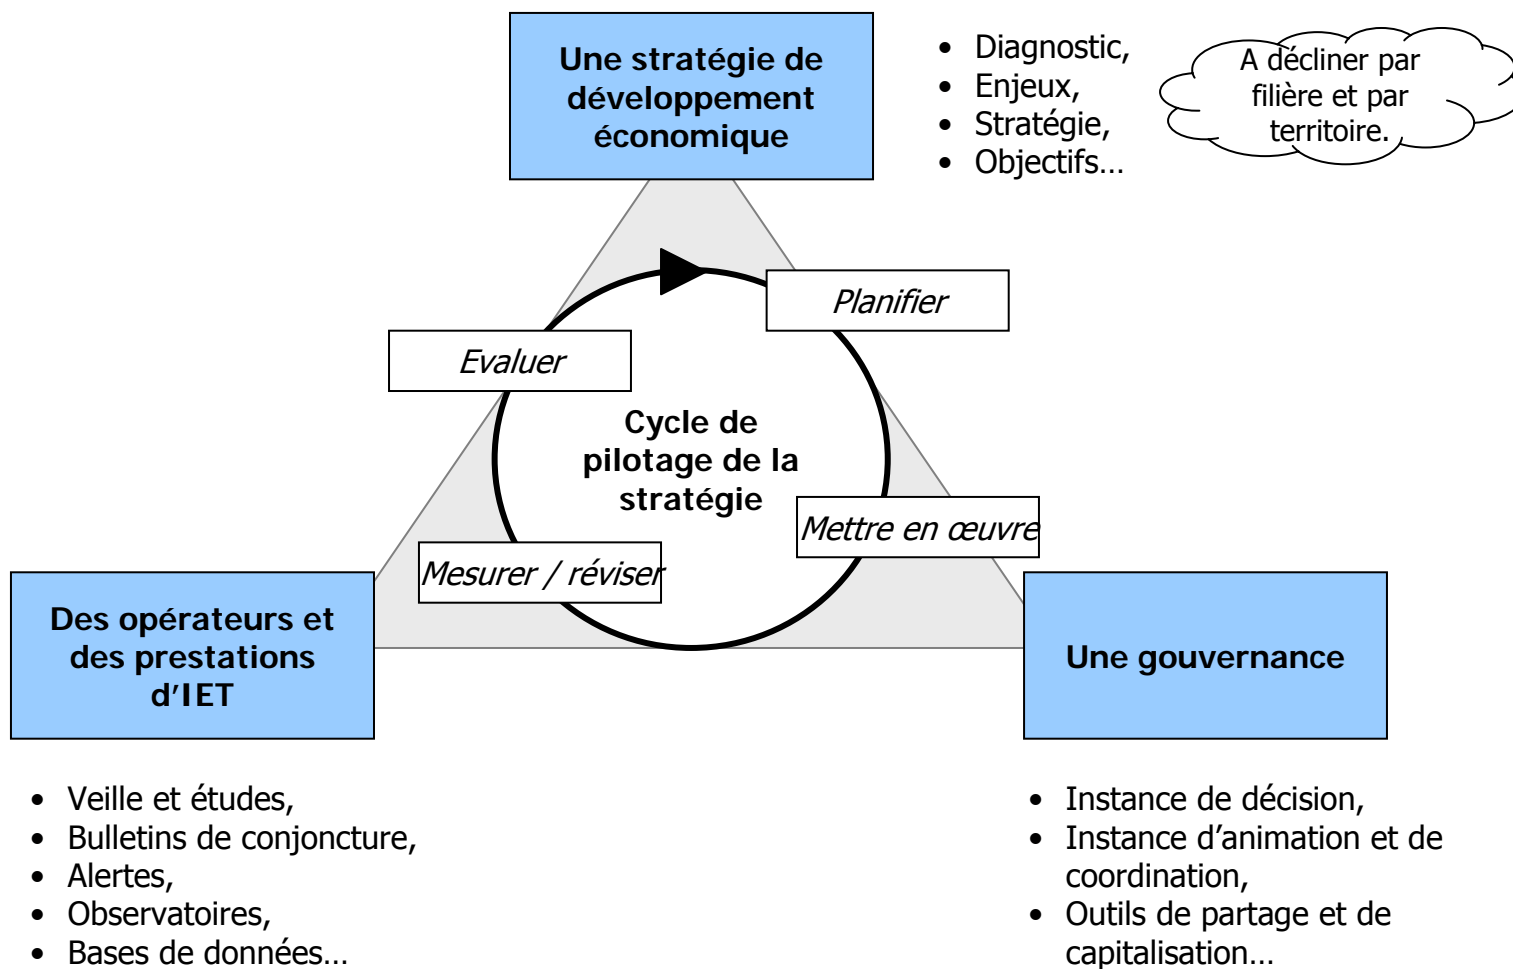 Une stratégie de
développement
économique
• Diagnostic,
• Enjeux,
• Stratégie,
• Objectifs…
A décliner par
filière et par
territoire.
Planifier
Evaluer
Cycle de
pilotage de la
stratégie
Mettre en œuvre
Mesurer / réviser
Des opérateurs et
des prestations
d’IET
Une gouvernance
• Veille et études,
• Bulletins de conjoncture,
• Alertes,
• Observatoires,
• Bases de données…
• Instance de décision,
• Instance d’animation et de
coordination,
• Outils de partage et de
capitalisation…